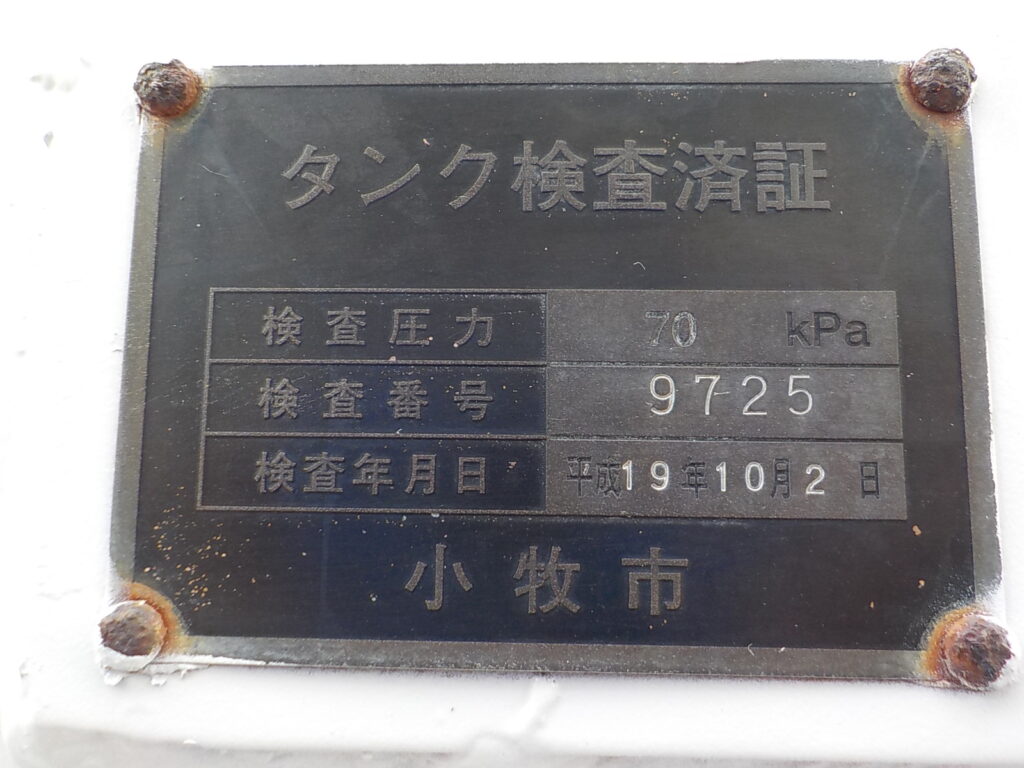 タンク検査済証
検査圧力 70 kPa
検査番号 9725
検査年月日 平成19年10月2日
小牧市